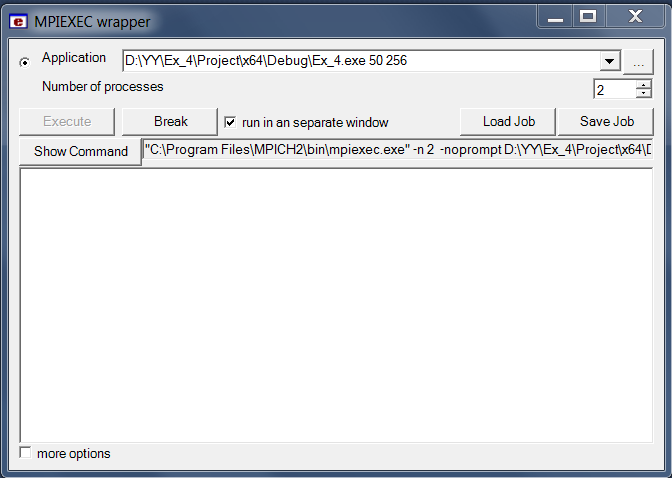 MPIEXEC wrapper
Application D:\YY\Ex_4\Project\x64\Debug\Ex_4.exe 50 256 ...
Number of processes 2
Execute Break run in an separate window Load Job Save Job
Show Command "C:\Program Files\MPICH2\bin\mpiexec.exe" -n 2 -noprompt D:\YY\Ex_4\Project\x64\D
more options